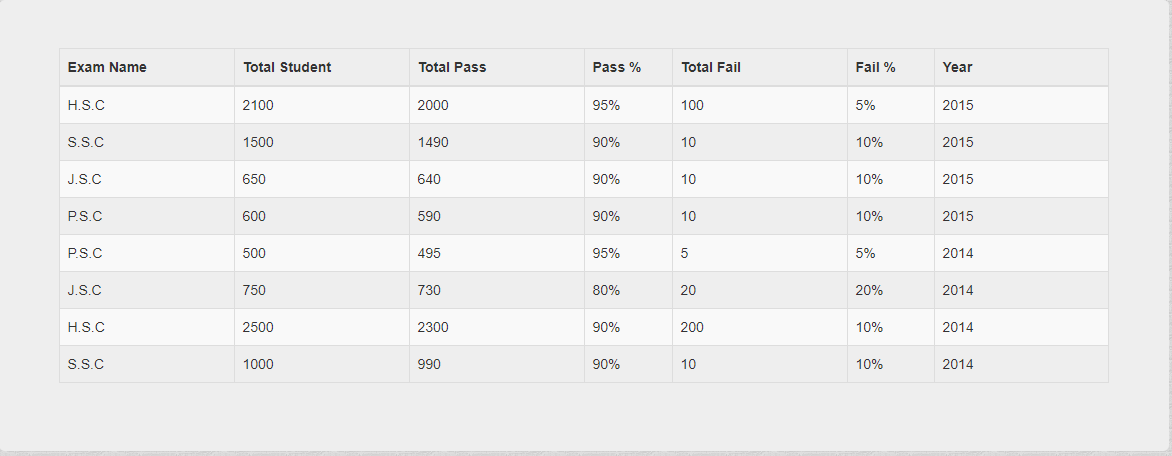 Exam Name Total Student Total Pass Pass % Total Fail Fail % Year
H.S.C 2100 2000 95% 100 5% 2015
S.S.C 1500 1490 90% 10 10% 2015
J.S.C 650 640 90% 10 10% 2015
P.S.C 600 590 90% 10 10% 2015
P.S.C 500 495 95% 5 5% 2014
J.S.C 750 730 80% 20 20% 2014
H.S.C 2500 2300 90% 200 10% 2014
S.S.C 1000 990 90% 10 10% 2014